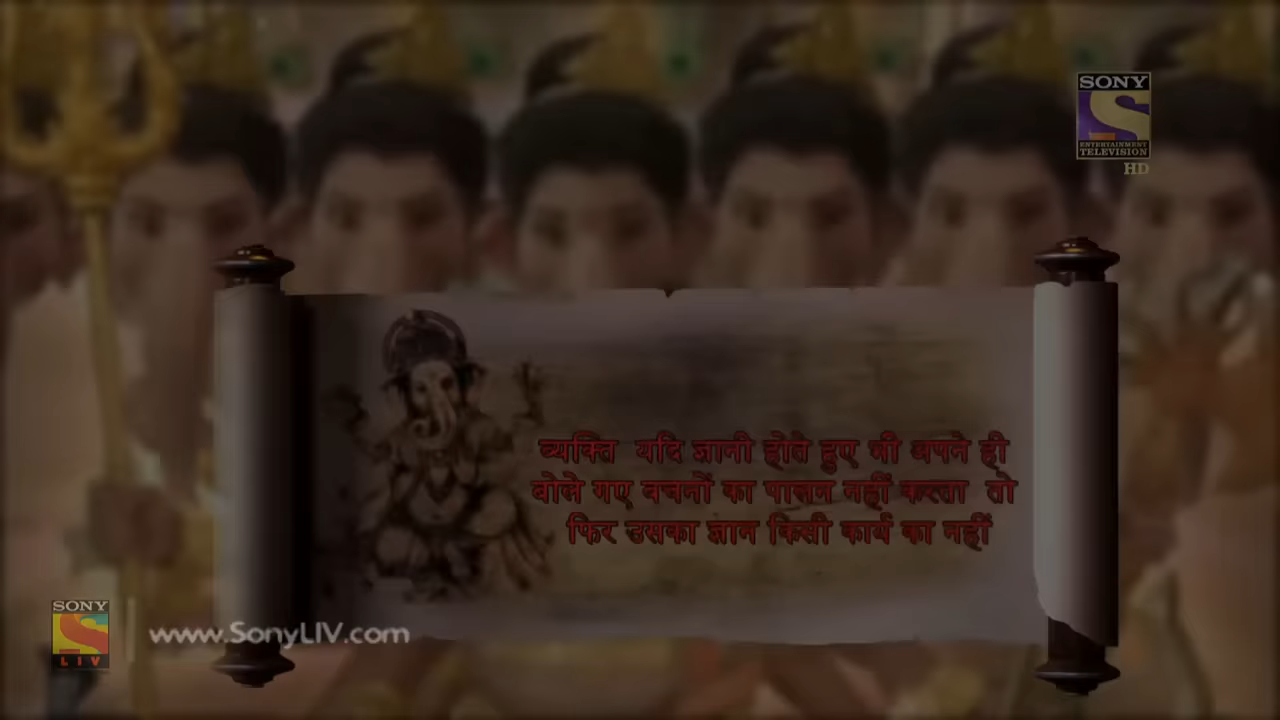 SONY
ENTERTAINMENT
TELEVISION
HD
व्यक्ति यदि ज्ञानी होते हुए भी अपने ही
बोले गए वचनों का पालन नहीं करता तो
फिर उसका ज्ञान किसी कार्य का नहीं
SONY
LIV
www.SonyLIV.com